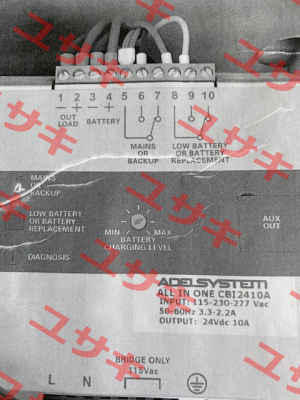 1 2 3 4 5 6 7 8 9 10
− + − +
OUT LOAD
BATTERY
MAINS OR BACKUP
LOW BATTERY OR BATTERY REPLACEMENT
MAINS
OR
BACKUP
LOW BATTERY
OR BATTERY
REPLACEMENT
DIAGNOSIS
MIN MAX
BATTERY
CHARGING LEVEL
AUX
OUT
ADELSYSTEM
ALL IN ONE CBI2410A
INPUT: 115-230-277 Vac
50-60Hz 3.3-2.2A
OUTPUT: 24Vdc 10A
BRIDGE ONLY
115Vac
L N
ユサキ
ユサキ
ユサキ
ユサキ
ユサキ